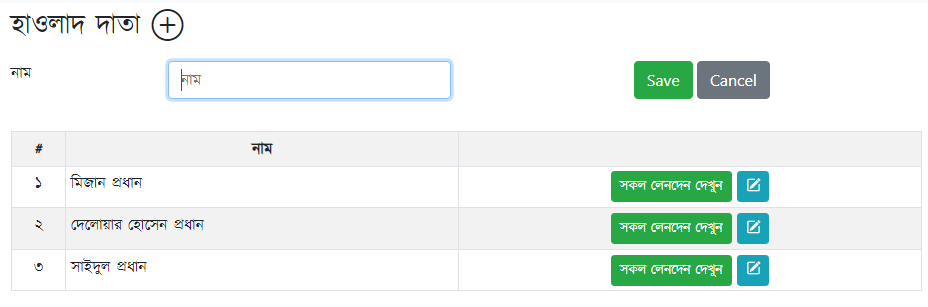 হাওলাদ দাতা
নাম নাম Save Cancel
# নাম
১ মিজান প্রধান সকল লেনদেন দেখুন
২ দেলোয়ার হোসেন প্রধান সকল লেনদেন দেখুন
৩ সাইদুল প্রধান সকল লেনদেন দেখুন